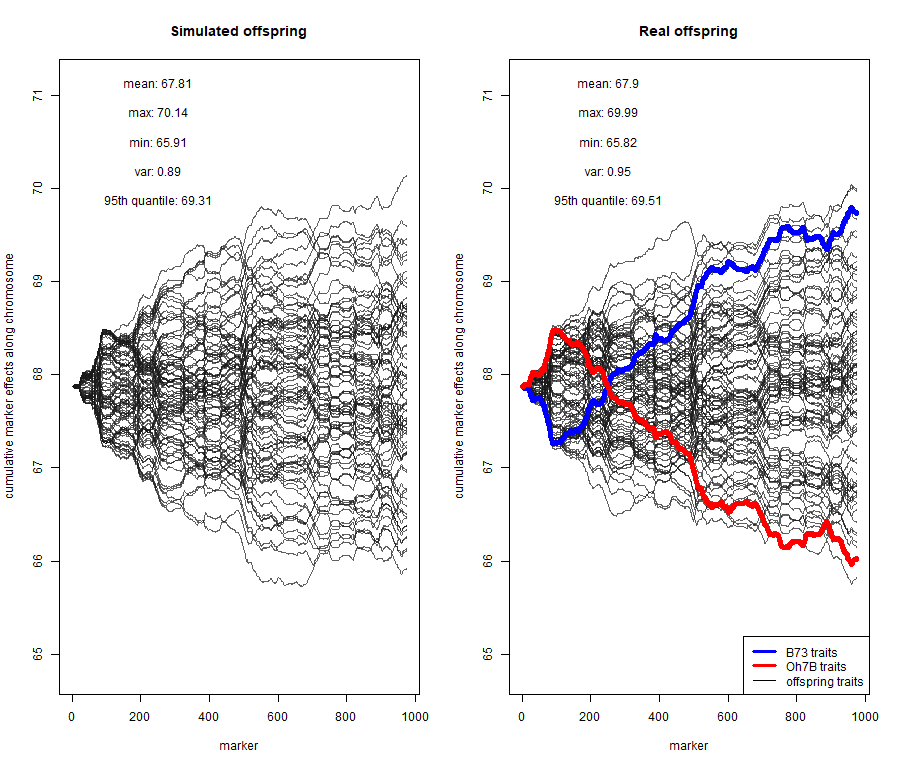 Simulated offspring
mean: 67.81
max: 70.14
min: 65.91
var: 0.89
95th quantile: 69.31
cumulative marker effects along chromosome
71
70
69
68
67
66
65
0 200 400 600 800 1000
marker
Real offspring
mean: 67.9
max: 69.99
min: 65.82
var: 0.95
95th quantile: 69.51
cumulative marker effects along chromosome
71
70
69
68
67
66
65
B73 traits
Oh7B traits
offspring traits
0 200 400 600 800 1000
marker